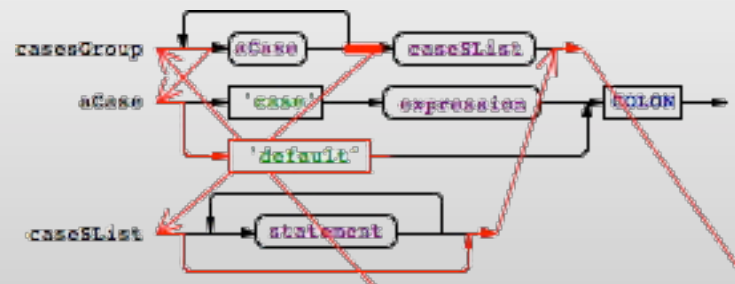 casesGroup aCase caseSList
aCase 'case' expression COLON
'default'
caseSList statement